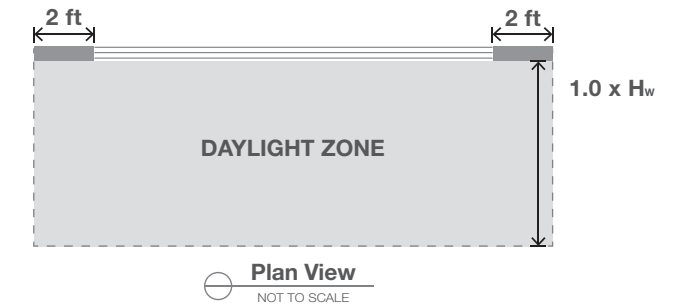 2 ft
2 ft
1.0 x Hw
DAYLIGHT ZONE
Plan View
NOT TO SCALE